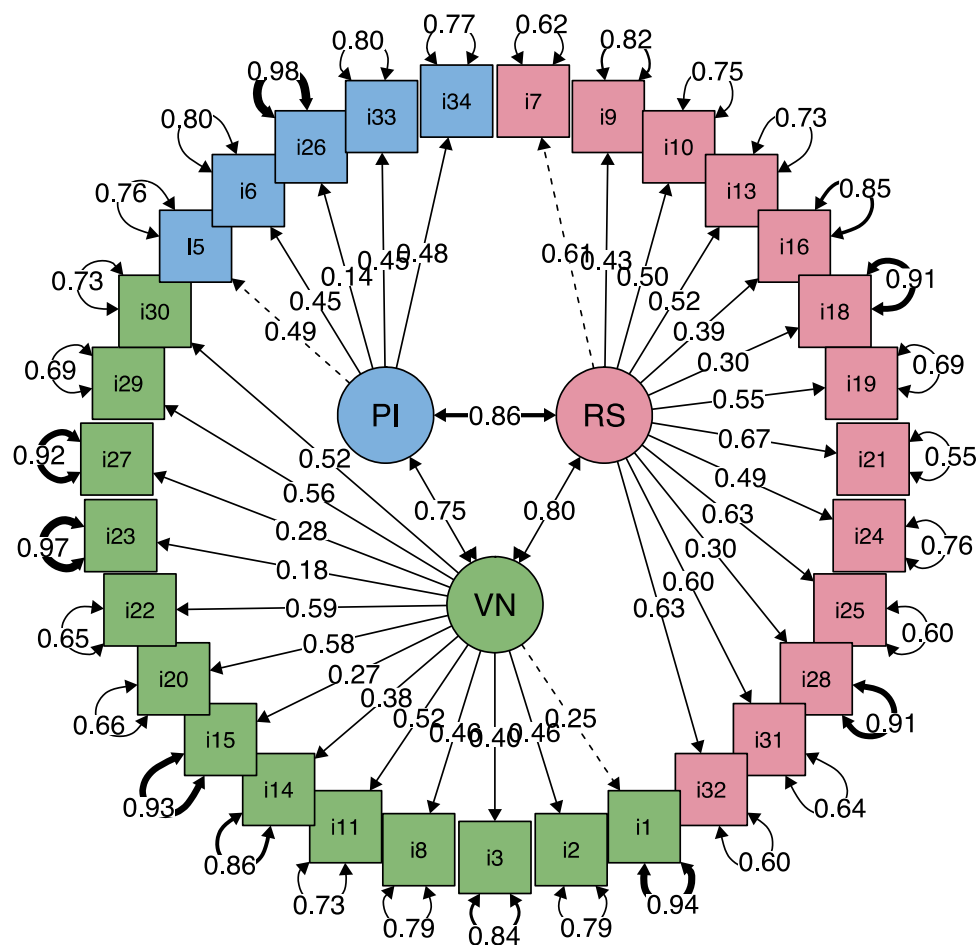 0.77 0.62
0.80 0.82
0.98 0.75
i34 i7
i33 i9
0.80 0.73
i26 i10
i6 i13
0.76 0.85
I5 i16
0.73 0.91
i30 i18
0.61 0.43
0.14 0.45 0.48 0.50
0.45 0.52
0.49 0.39
0.30
0.69 i29 i19 0.69
0.55
PI 0.86 RS
0.67
0.92 i27 i21 0.55
0.52 0.49
0.56 0.63
0.75 0.80
0.28 0.30
0.97 i23 i24 0.76
0.18 0.60
0.59 VN 0.63
0.65 i22 i25 0.60
0.58
0.27
0.66 i20 i28 0.91
0.38
0.52 0.46 0.40 0.46 0.25
i15 i31
0.93 0.64
i14 i32
0.86 0.60
i11 i8 i3 i2 i1
0.73 0.79 0.84 0.79 0.94